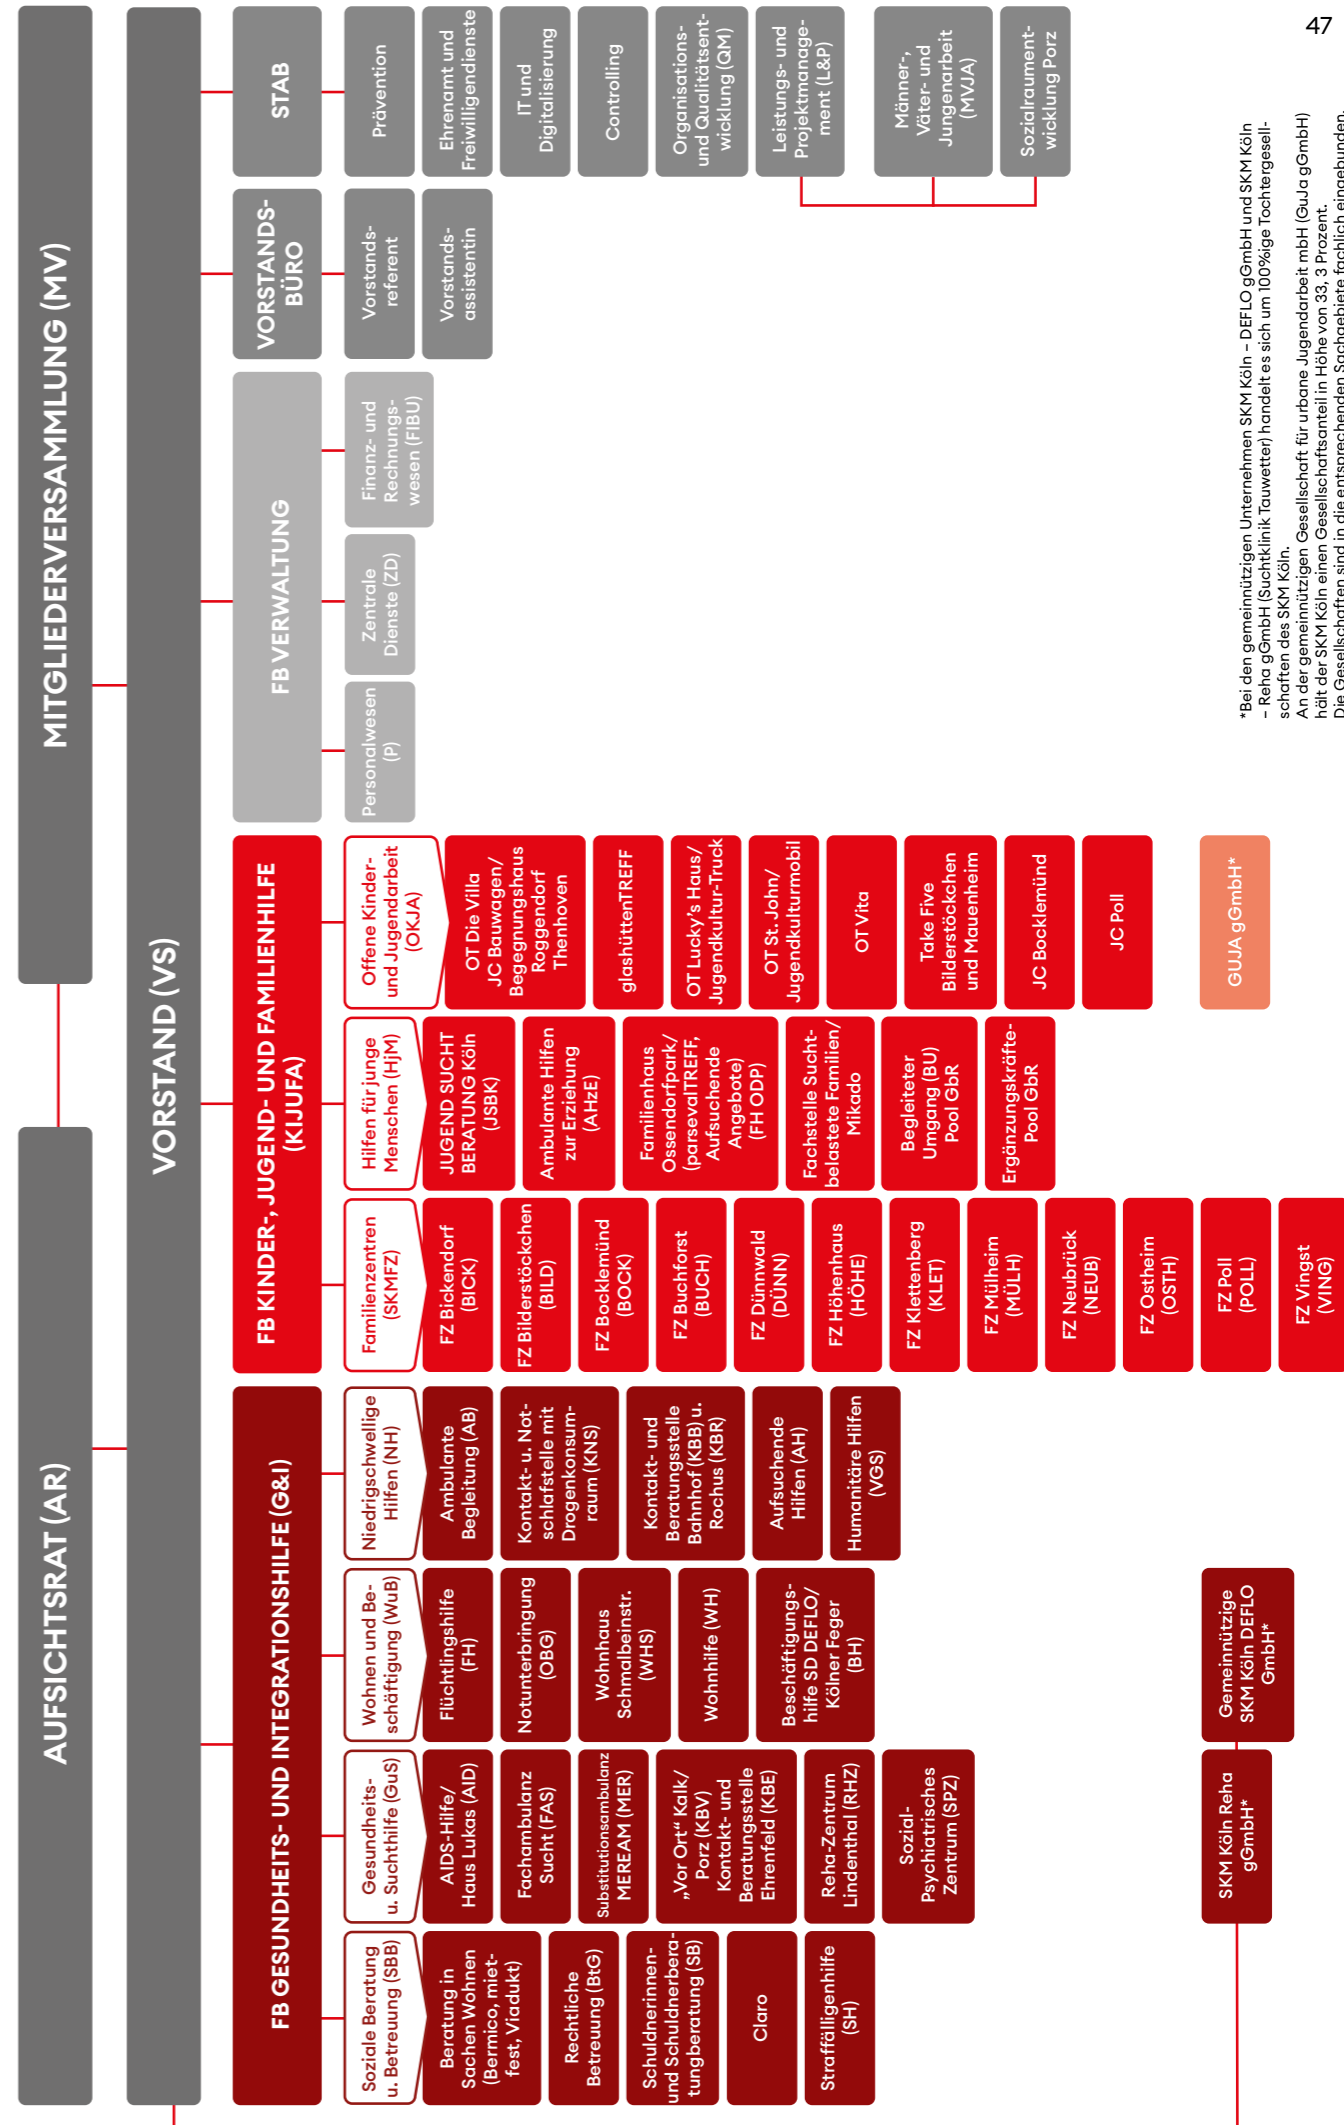 47
AUFSICHTSRAT (AR)
MITGLIEDERVERSAMMLUNG (MV)
VORSTAND (VS)
FB GESUNDHEITS- UND INTEGRATIONSHILFE (G&I)
Soziale Beratung
u. Betreuung (SBB)
Beratung in
Sachen Wohnen
(Bermico, miet-
fest, Viadukt)
Rechtliche
Betreuung (BtG)
Schuldnerinnen-
und Schuldnerbera-
tungberatung (SB)
Claro
Straffälligenhilfe
(SH)
Gesundheits-
u. Suchthilfe (GuS)
AIDS-Hilfe/
Haus Lukas (AID)
Fachambulanz
Sucht (FAS)
Substitutionsambulanz
MEREAM (MER)
„Vor Ort“ Kalk/
Porz (KBV)
Kontakt- und
Beratungsstelle
Ehrenfeld (KBE)
Reha-Zentrum
Lindenthal (RHZ)
Sozial-
Psychiatrisches
Zentrum (SPZ)
SKM Köln Reha
gGmbH*
Wohnen und Be-
schäftigung (WuB)
Flüchtlingshilfe
(FH)
Notunterbringung
(OBG)
Wohnhaus
Schmalbeinstr.
(WHS)
Wohnhilfe (WH)
Beschäftigungs-
hilfe SD DEFLO/
Kölner Feger
(BH)
Gemeinnützige
SKM Köln DEFLO
GmbH*
Niedrigschwellige
Hilfen (NH)
Ambulante
Begleitung (AB)
Kontakt- u. Not-
schlafstelle mit
Drogenkonsum-
raum (KNS)
Kontakt- und
Beratungsstelle
Bahnhof (KBB) u.
Rochus (KBR)
Aufsuchende
Hilfen (AH)
Humanitäre Hilfen
(VGS)
FB KINDER-, JUGEND- UND FAMILIENHILFE
(KIJUFA)
Familienzentren
(SKMFZ)
FZ Bickendorf
(BICK)
FZ Bilderstöckchen
(BILD)
FZ Bocklemünd
(BOCK)
FZ Buchforst
(BUCH)
FZ Dünnwald
(DÜNN)
FZ Höhenhaus
(HÖHE)
FZ Klettenberg
(KLET)
FZ Mülheim
(MÜLH)
FZ Neubrück
(NEUB)
FZ Ostheim
(OSTH)
FZ Poll
(POLL)
FZ Vingst
(VING)
Hilfen für junge
Menschen (HjM)
JUGEND SUCHT
BERATUNG Köln
(JSBK)
Ambulante Hilfen
zur Erziehung
(AHzE)
Familienhaus
Ossendorfpark/
(parsevalTREFF,
Aufsuchende
Angebote)
(FH ODP)
Fachstelle Sucht-
belastete Familien/
Mikado
Begleiteter
Umgang (BU)
Pool GbR
Ergänzungskräfte-
Pool GbR
Offene Kinder-
und Jugendarbeit
(OKJA)
OT Die Villa
JC Bauwagen/
Begegnungshaus
Roggendorf
Thenhoven
glashüttenTREFF
OT Lucky's Haus/
Jugendkultur-Truck
OT St. John/
Jugendkulturmobil
OT Vita
Take Five
Bilderstöckchen
und Mauenheim
JC Bocklemünd
JC Poll
GUJA gGmbH*
FB VERWALTUNG
Personalwesen
(P)
Zentrale
Dienste (ZD)
Finanz- und
Rechnungs-
wesen (FIBU)
VORSTANDS-
BÜRO
Vorstands-
referent
Vorstands-
assistentin
STAB
Prävention
Ehrenamt und
Freiwilligendienste
IT und
Digitalisierung
Controlling
Organisations-
und Qualitätsent-
wicklung (QM)
Leistungs- und
Projektmanage-
ment (L&P)
Männer-,
Väter- und
Jungenarbeit
(MVJA)
Sozialraument-
wicklung Porz
*Bei den gemeinnützigen Unternehmen SKM Köln – DEFLO gGmbH und SKM Köln
– Reha gGmbH (Suchtklinik Tauwetter) handelt es sich um 100%ige Tochtergesell-
schaften des SKM Köln.
An der gemeinnützigen Gesellschaft für urbane Jugendarbeit mbH (GuJa gGmbH)
hält der SKM Köln einen Gesellschaftsanteil in Höhe von 33, 3 Prozent.
Die Gesellschaften sind in die entsprechenden Sachgebiete fachlich eingebunden.